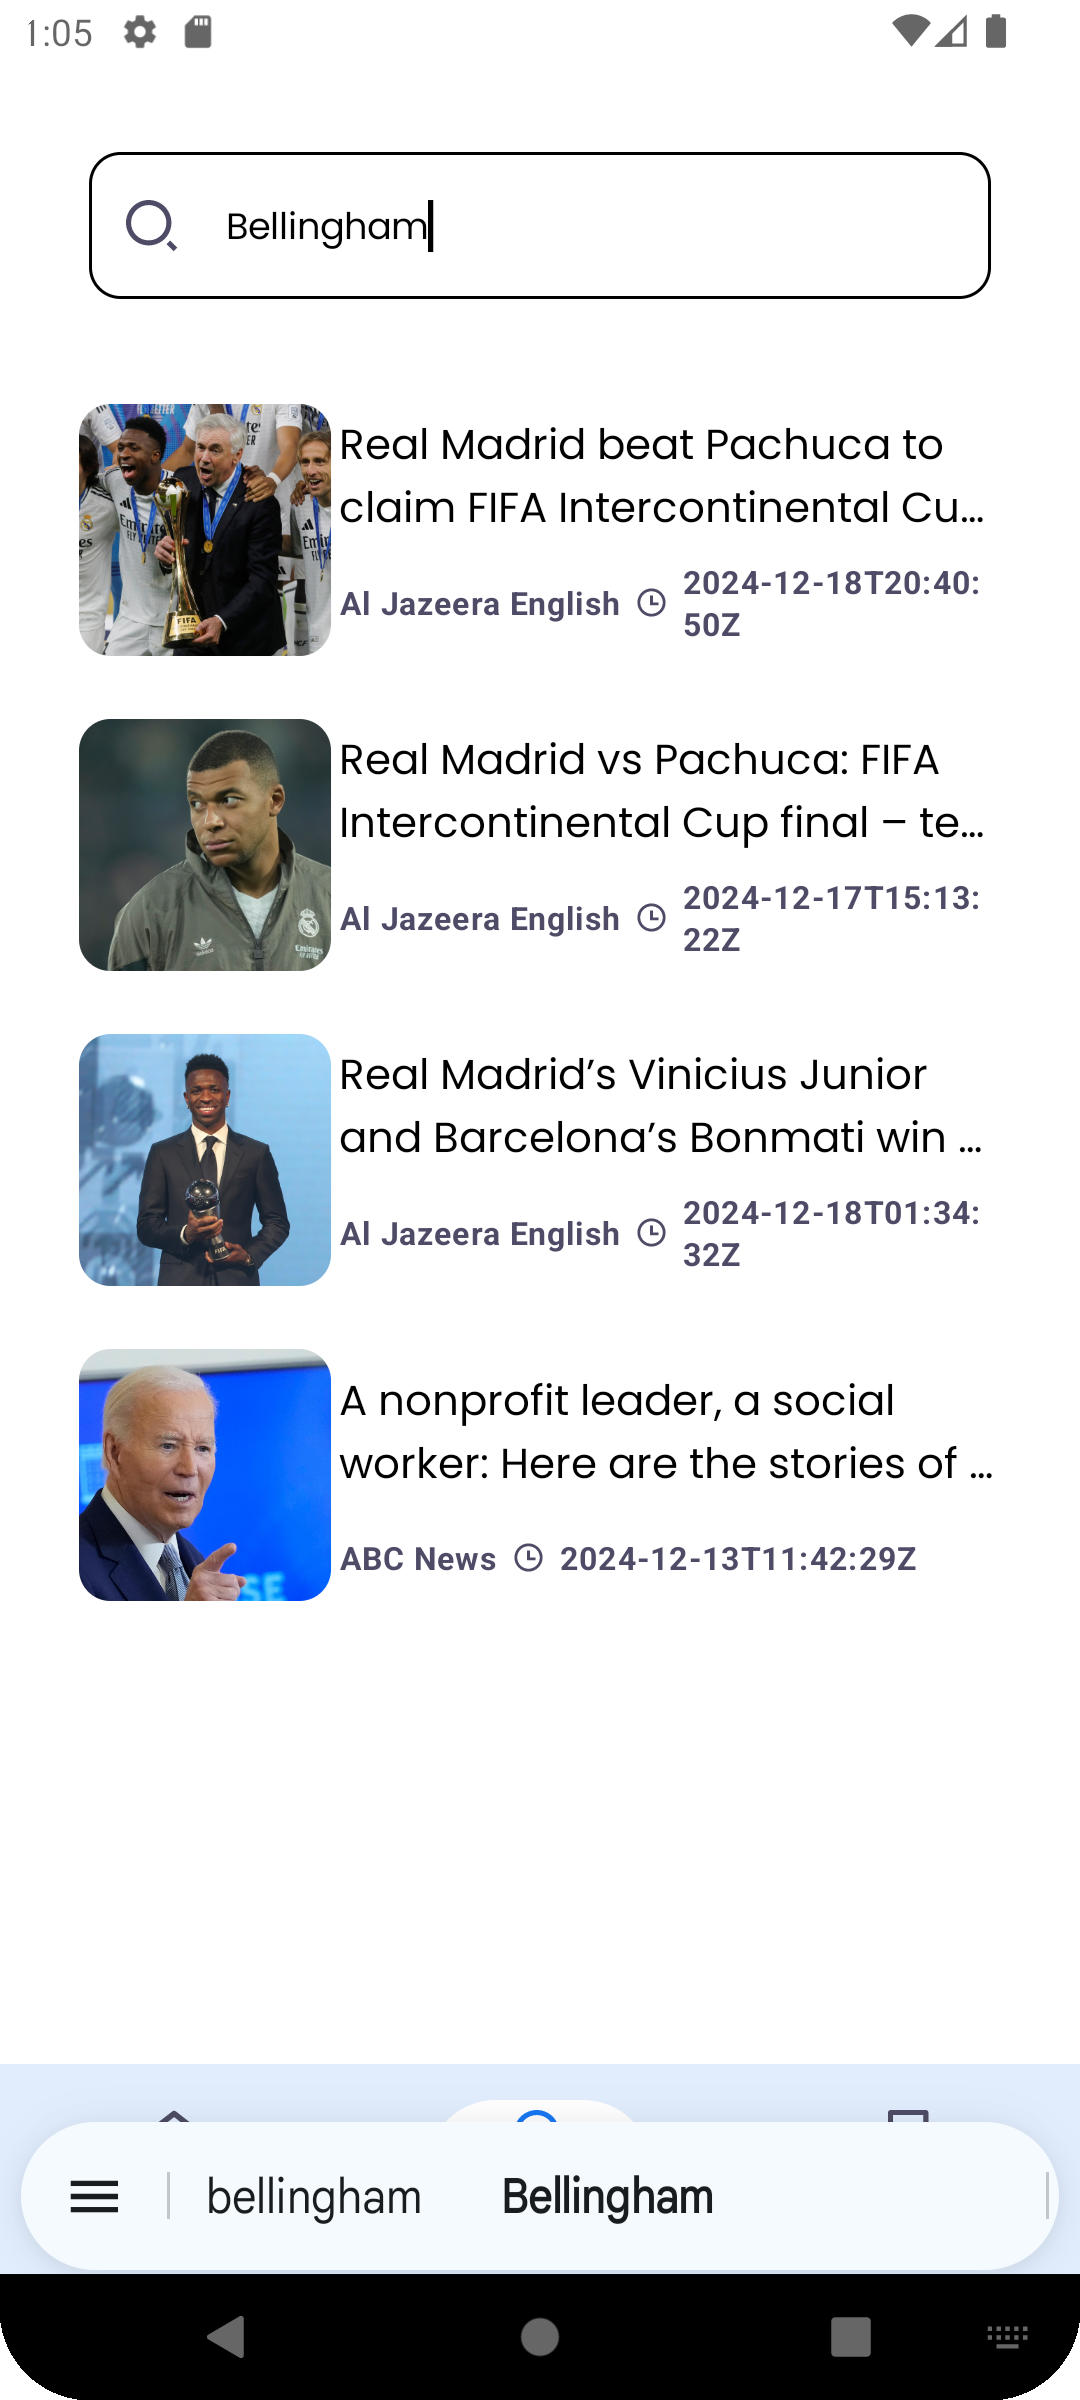 1:05
Bellingham
Real Madrid beat Pachuca to
claim FIFA Intercontinental Cu...
Al Jazeera English
2024-12-18T20:40:
50Z
Real Madrid vs Pachuca: FIFA
Intercontinental Cup final – te...
Al Jazeera English
2024-12-17T15:13:
22Z
Real Madrid’s Vinicius Junior
and Barcelona’s Bonmati win ...
Al Jazeera English
2024-12-18T01:34:
32Z
A nonprofit leader, a social
worker: Here are the stories of ...
ABC News 2024-12-13T11:42:29Z
bellingham Bellingham